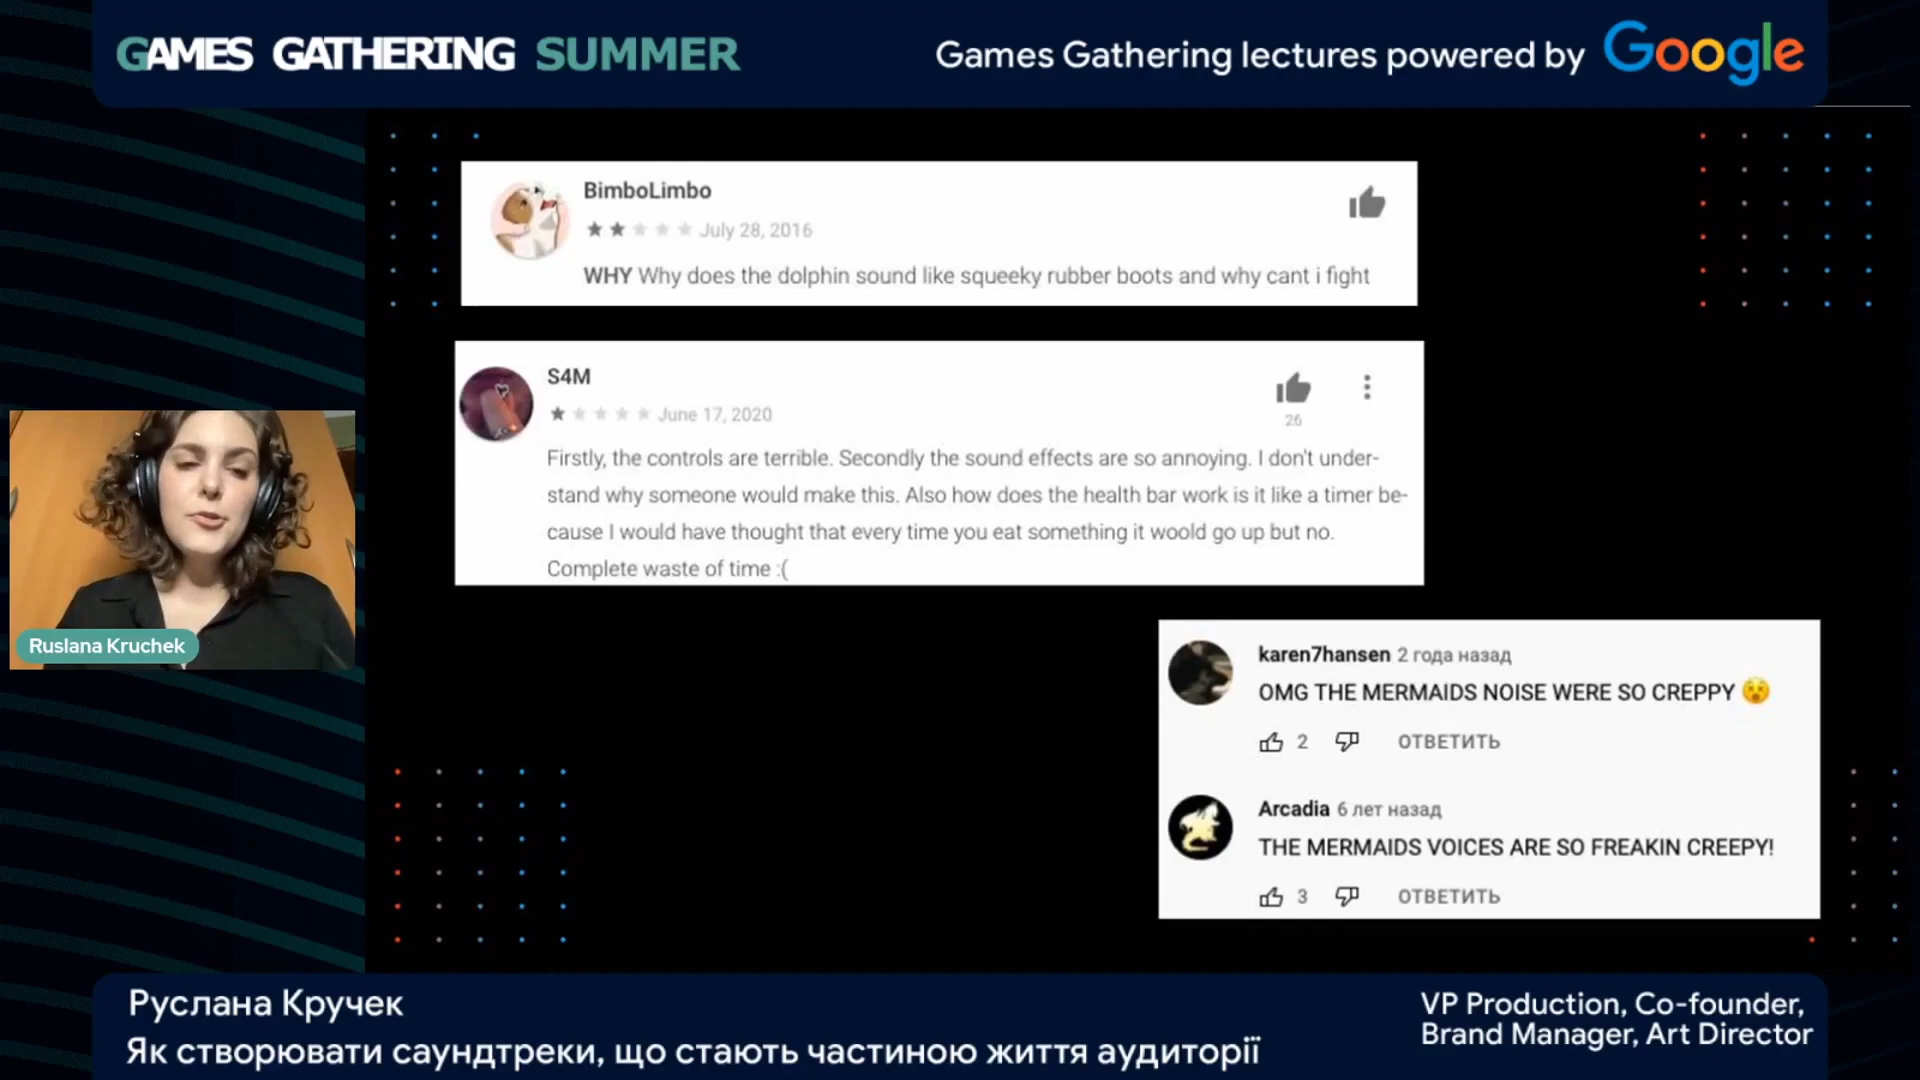 GAMES GATHERING SUMMER
Games Gathering lectures powered by Google
BimboLimbo
July 28, 2016
WHY Why does the dolphin sound like squeeky rubber boots and why cant i fight
S4M
June 17, 2020
26
Firstly, the controls are terrible. Secondly the sound effects are so annoying. I don't under-
stand why someone would make this. Also how does the health bar work is it like a timer be-
cause I would have thought that every time you eat something it woold go up but no.
Complete waste of time :(
Ruslana Kruchek
karen7hansen 2 года назад
OMG THE MERMAIDS NOISE WERE SO CREPPY 😵
2 ОТВЕТИТЬ
Arcadia 6 лет назад
THE MERMAIDS VOICES ARE SO FREAKIN CREEPY!
3 ОТВЕТИТЬ
Руслана Кручек
Як створювати саундтреки, що стають частиною життя аудиторії
VP Production, Co-founder,
Brand Manager, Art Director